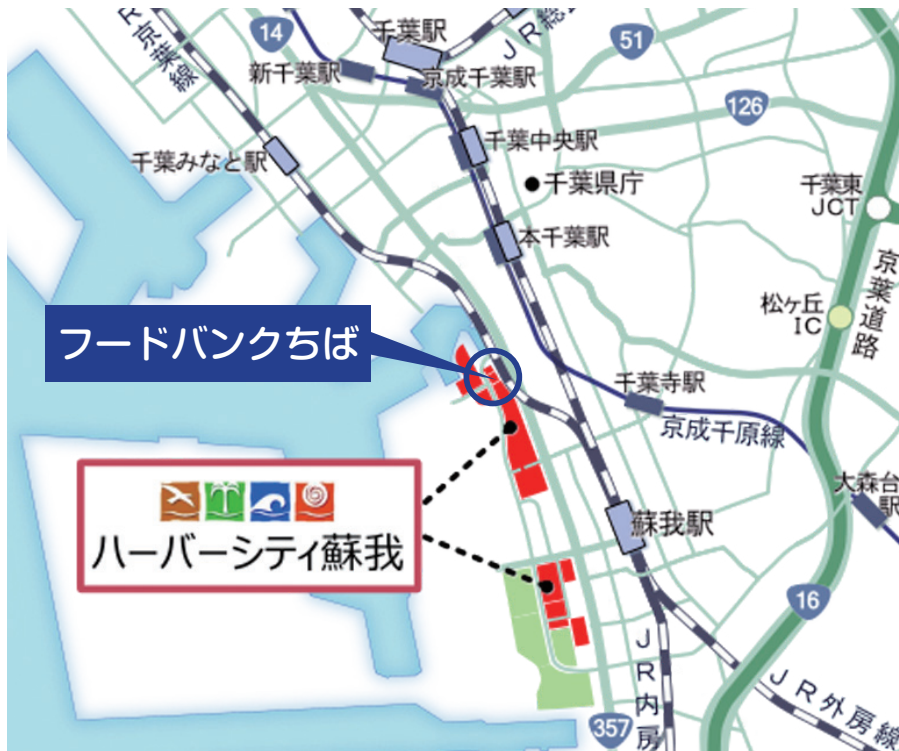 千葉駅
JR総
14
51
JR京葉線
新千葉駅
京成千葉駅
126
千葉中央駅
千葉みなと駅
千葉県庁
千葉東
JCT
本千葉駅
京葉道路
松ヶ丘
IC
フードバンクちば
千葉寺駅
京成千原線
大森台
駅
ハーバーシティ蘇我
蘇我駅
16
JR内房
JR外房線
357